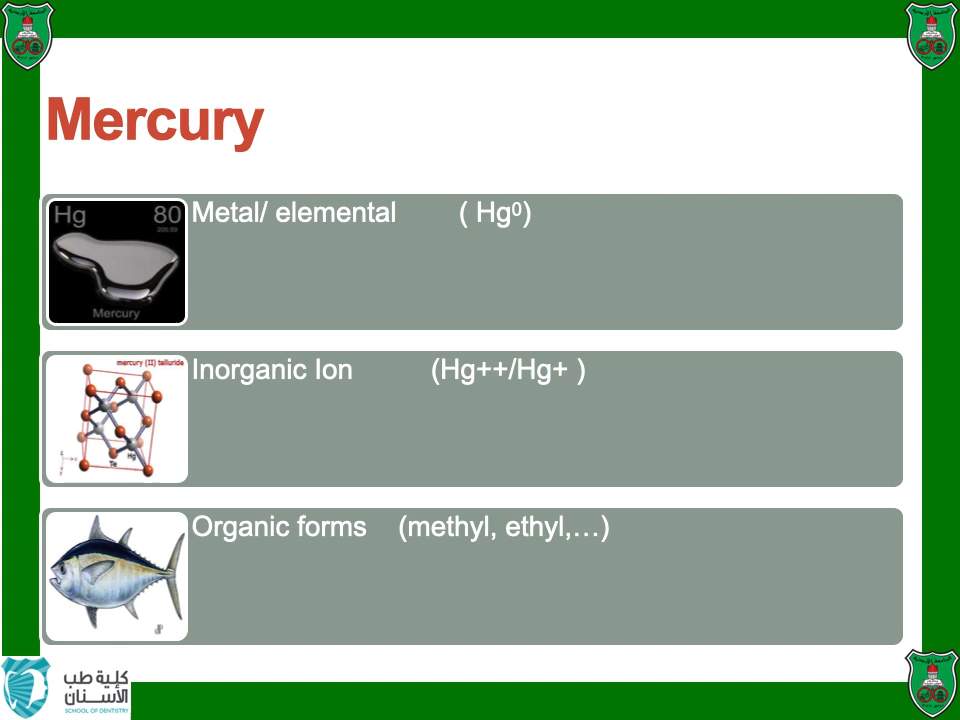 Mercury
Hg 80
200.59
Mercury
Metal/ elemental ( Hg⁰)
mercury (II) telluride
Te
Hg
Inorganic Ion (Hg++/Hg+ )
Organic forms (methyl, ethyl,…)
كلية طب
الأسنان
SCHOOL OF DENTISTRY